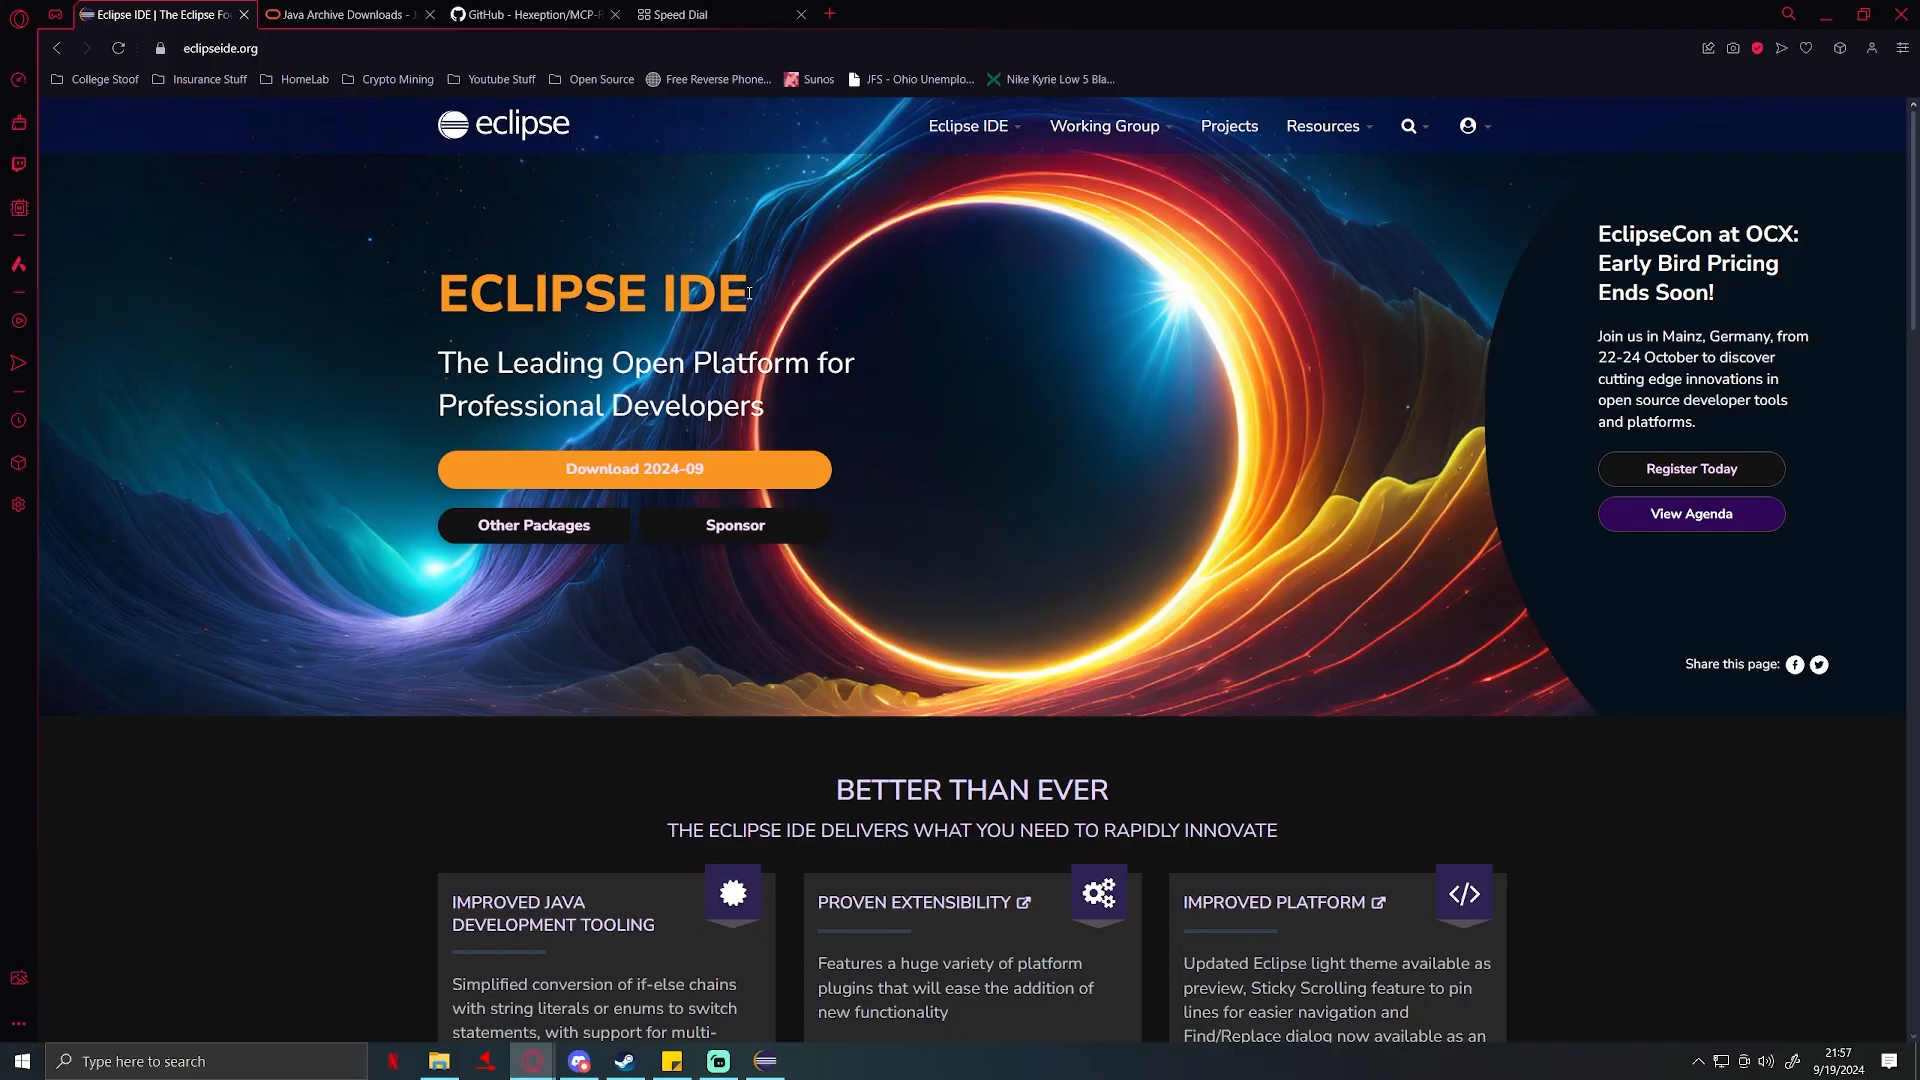 Eclipse IDE | The Eclipse Fo
Java Archive Downloads - J
GitHub - Hexeption/MCP-R
Speed Dial
eclipseide.org
College Stoof
Insurance Stuff
HomeLab
Crypto Mining
Youtube Stuff
Open Source
Free Reverse Phone...
Sunos
JFS - Ohio Unemplo...
Nike Kyrie Low 5 Bla...
eclipse
Eclipse IDE
Working Group
Projects
Resources
ECLIPSE IDE
The Leading Open Platform for
Professional Developers
Download 2024-09
Other Packages
Sponsor
EclipseCon at OCX:
Early Bird Pricing
Ends Soon!
Join us in Mainz, Germany, from
22-24 October to discover
cutting edge innovations in
open source developer tools
and platforms.
Register Today
View Agenda
Share this page:
BETTER THAN EVER
THE ECLIPSE IDE DELIVERS WHAT YOU NEED TO RAPIDLY INNOVATE
IMPROVED JAVA
DEVELOPMENT TOOLING
Simplified conversion of if-else chains
with string literals or enums to switch
statements, with support for multi-
PROVEN EXTENSIBILITY
Features a huge variety of platform
plugins that will ease the addition of
new functionality
IMPROVED PLATFORM
Updated Eclipse light theme available as
preview, Sticky Scrolling feature to pin
lines for easier navigation and
Find/Replace dialog now available as an
Type here to search
21:57
9/19/2024